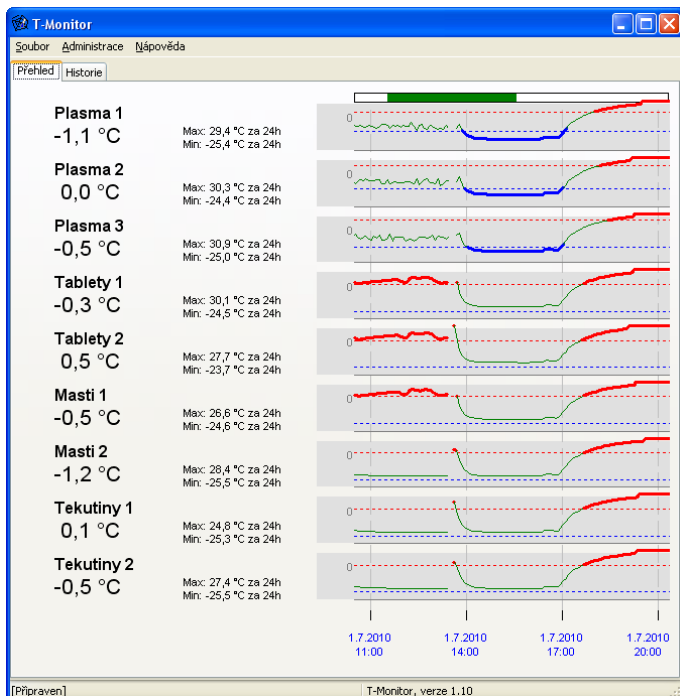 T-Monitor
Soubor Administrace Nápověda
Přehled Historie
Plasma 1
-1,1 °C
Max: 29,4 °C za 24h
Min: -25,4 °C za 24h
0
Plasma 2
0,0 °C
Max: 30,3 °C za 24h
Min: -24,4 °C za 24h
0
Plasma 3
-0,5 °C
Max: 30,9 °C za 24h
Min: -25,0 °C za 24h
0
Tablety 1
-0,3 °C
Max: 30,1 °C za 24h
Min: -24,5 °C za 24h
0
Tablety 2
0,5 °C
Max: 27,7 °C za 24h
Min: -23,7 °C za 24h
0
Masti 1
-0,5 °C
Max: 26,6 °C za 24h
Min: -24,6 °C za 24h
0
Masti 2
-1,2 °C
Max: 28,4 °C za 24h
Min: -25,5 °C za 24h
0
Tekutiny 1
0,1 °C
Max: 24,8 °C za 24h
Min: -25,3 °C za 24h
0
Tekutiny 2
-0,5 °C
Max: 27,4 °C za 24h
Min: -25,5 °C za 24h
0
1.7.2010 1.7.2010 1.7.2010 1.7.2010
11:00 14:00 17:00 20:00
[Připraven] T-Monitor, verze 1.10